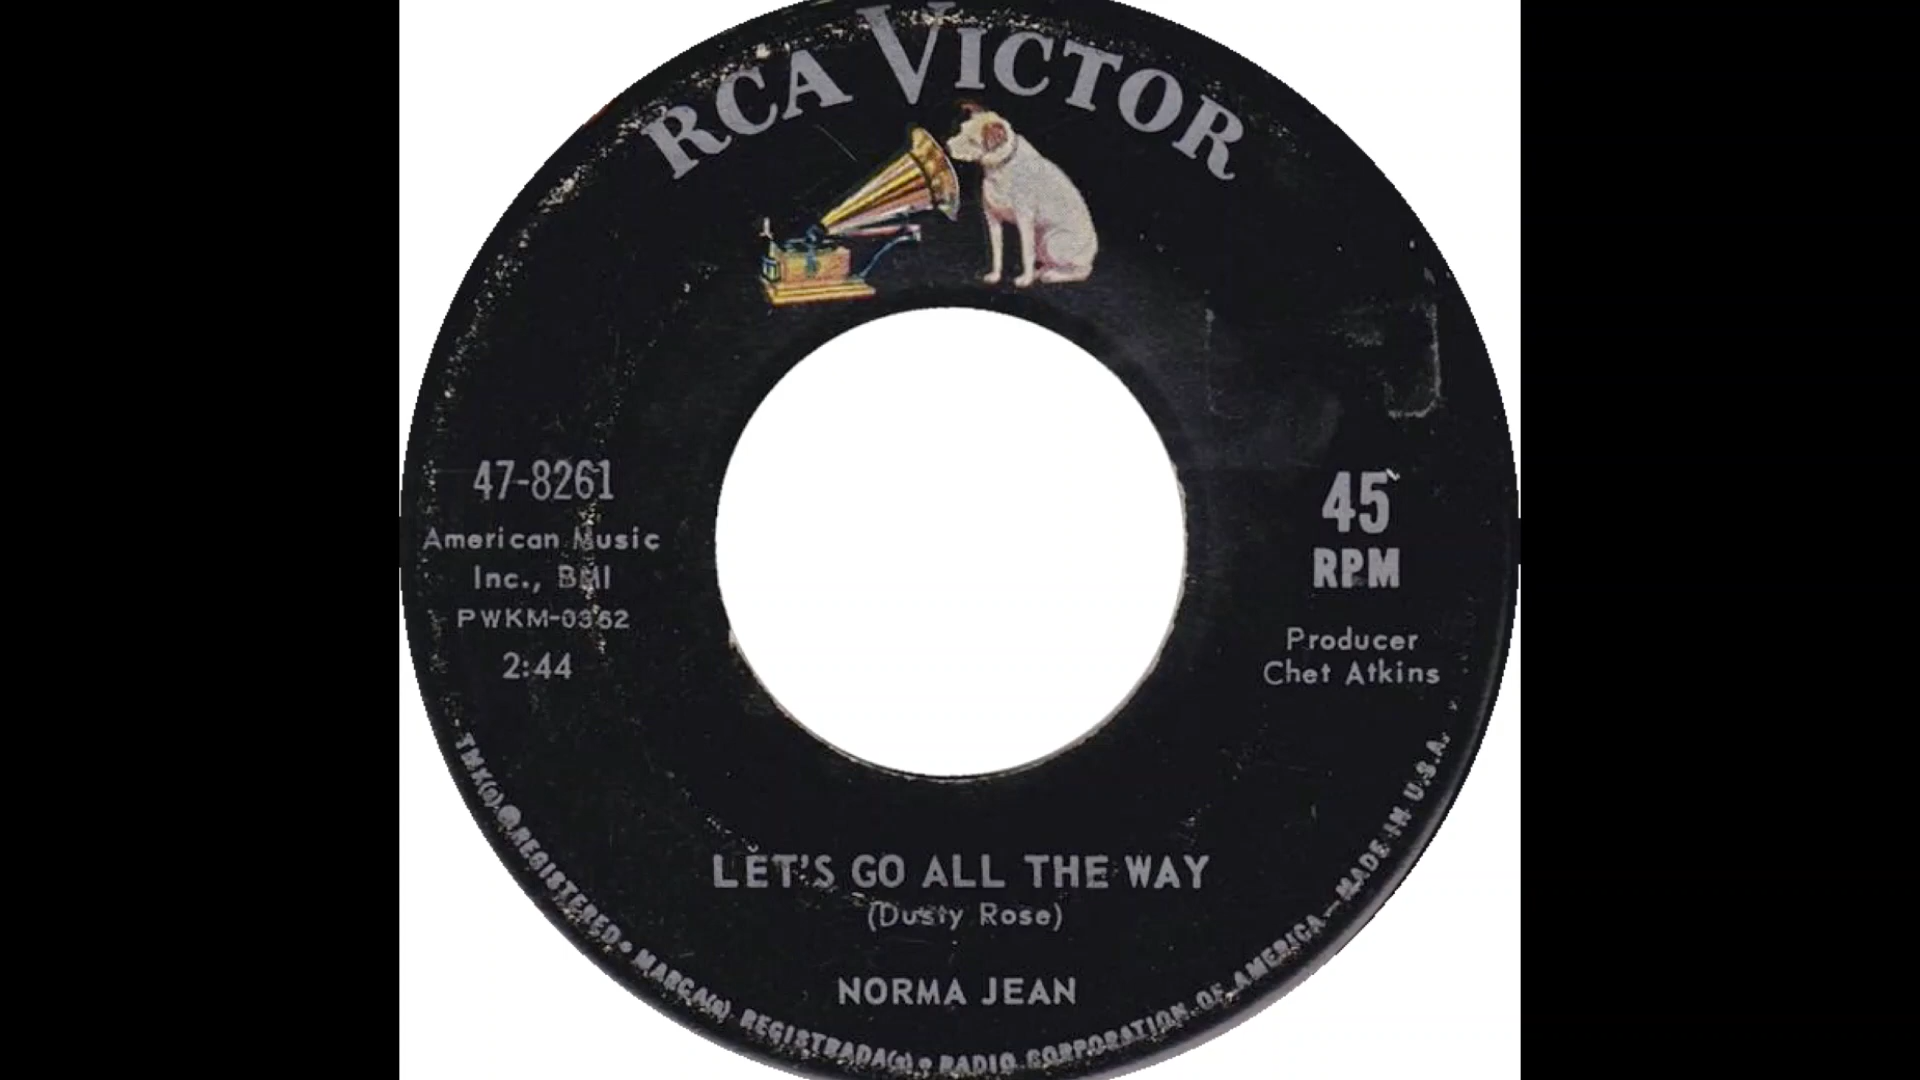 RCA VICTOR
47-8261
American Music
Inc., BMI
PWKM-0362
2:44
45
RPM
Producer
Chet Atkins
LET'S GO ALL THE WAY
(Dusty Rose)
NORMA JEAN
TMK(s) ® REGISTERED • MARCA(s) REGISTRADA(s) • RADIO CORPORATION OF AMERICA — MADE IN U.S.A.